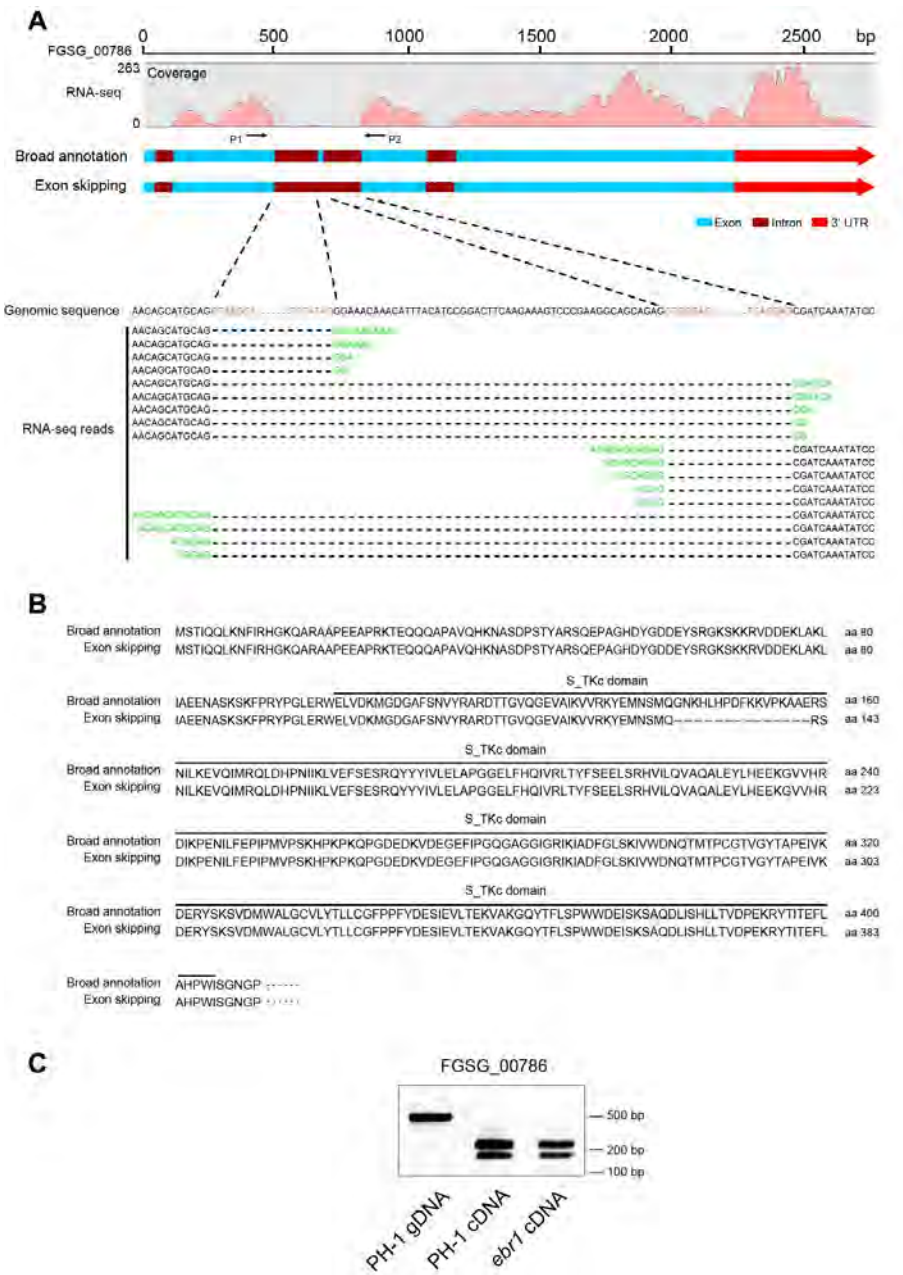 A
0 500 1000 1500 2000 2500 bp
FGSG_00786
263
Coverage
RNA-seq
0
P1
P2
Broad annotation
Exon skipping
Exon Intron 3' UTR
Genomic sequence AACAGCATGCAG GGAAACAAACATTTACATCCGGACTTCAAGAAAGTCCCGAAGGCAGCAGAG CGATCAAATATCC
RNA-seq reads
AACAGCATGCAG
AACAGCATGCAG
AACAGCATGCAG
AACAGCATGCAG
AACAGCATGCAG
AACAGCATGCAG
AACAGCATGCAG
AACAGCATGCAG
AACAGCATGCAG
CGATCAAATATCC
CGATCAAATATCC
CGATCAAATATCC
CGATCAAATATCC
CGATCAAATATCC
CGATCAAATATCC
CGATCAAATATCC
CGATCAAATATCC
CGATCAAATATCC
B
Broad annotation MSTIQQLKNFIRHGKQARAAPEEAPRKTEQQQAPAVQHKNASDPSTYARSQEPAGHDYGDDEYSRGKSKKRVDDEKLAKL aa 80
Exon skipping MSTIQQLKNFIRHGKQARAAPEEAPRKTEQQQAPAVQHKNASDPSTYARSQEPAGHDYGDDEYSRGKSKKRVDDEKLAKL aa 80
S_TKc domain
Broad annotation IAEENASKSKFPRYPGLERWELVDKMGDGAFSNVYRARDTTGVQGEVAIKVVRKYEMNSMQGNKHLHPDFKKVPKAAERS aa 160
Exon skipping IAEENASKSKFPRYPGLERWELVDKMGDGAFSNVYRARDTTGVQGEVAIKVVRKYEMNSMQ-----------------RS aa 143
S_TKc domain
Broad annotation NILKEVQIMRQLDHPNIIKLVEFSESRQYYYIVLELAPGGELFHQIVRLTYFSEELSRHVILQVAQALEYLHEEKGVVHR aa 240
Exon skipping NILKEVQIMRQLDHPNIIKLVEFSESRQYYYIVLELAPGGELFHQIVRLTYFSEELSRHVILQVAQALEYLHEEKGVVHR aa 223
S_TKc domain
Broad annotation DIKPENILFEPIPMVPSKHPKPKQPGDEDKVDEGEFIPGQGAGGIGRIKIADFGLSKIVWDNQTMTPCGTVGYTAPEIVK aa 320
Exon skipping DIKPENILFEPIPMVPSKHPKPKQPGDEDKVDEGEFIPGQGAGGIGRIKIADFGLSKIVWDNQTMTPCGTVGYTAPEIVK aa 303
S_TKc domain
Broad annotation DERYSKSVDMWALGCVLYTLLCGFPPFYDESIEVLTEKVAKGQYTFLSPWWDEISKSAQDLISHLLTVDPEKRYTITEFL aa 400
Exon skipping DERYSKSVDMWALGCVLYTLLCGFPPFYDESIEVLTEKVAKGQYTFLSPWWDEISKSAQDLISHLLTVDPEKRYTITEFL aa 383
Broad annotation AHPWISGNGP ······
Exon skipping AHPWISGNGP ······
C
FGSG_00786
500 bp
200 bp
100 bp
PH-1 gDNA
PH-1 cDNA
ebr1 cDNA